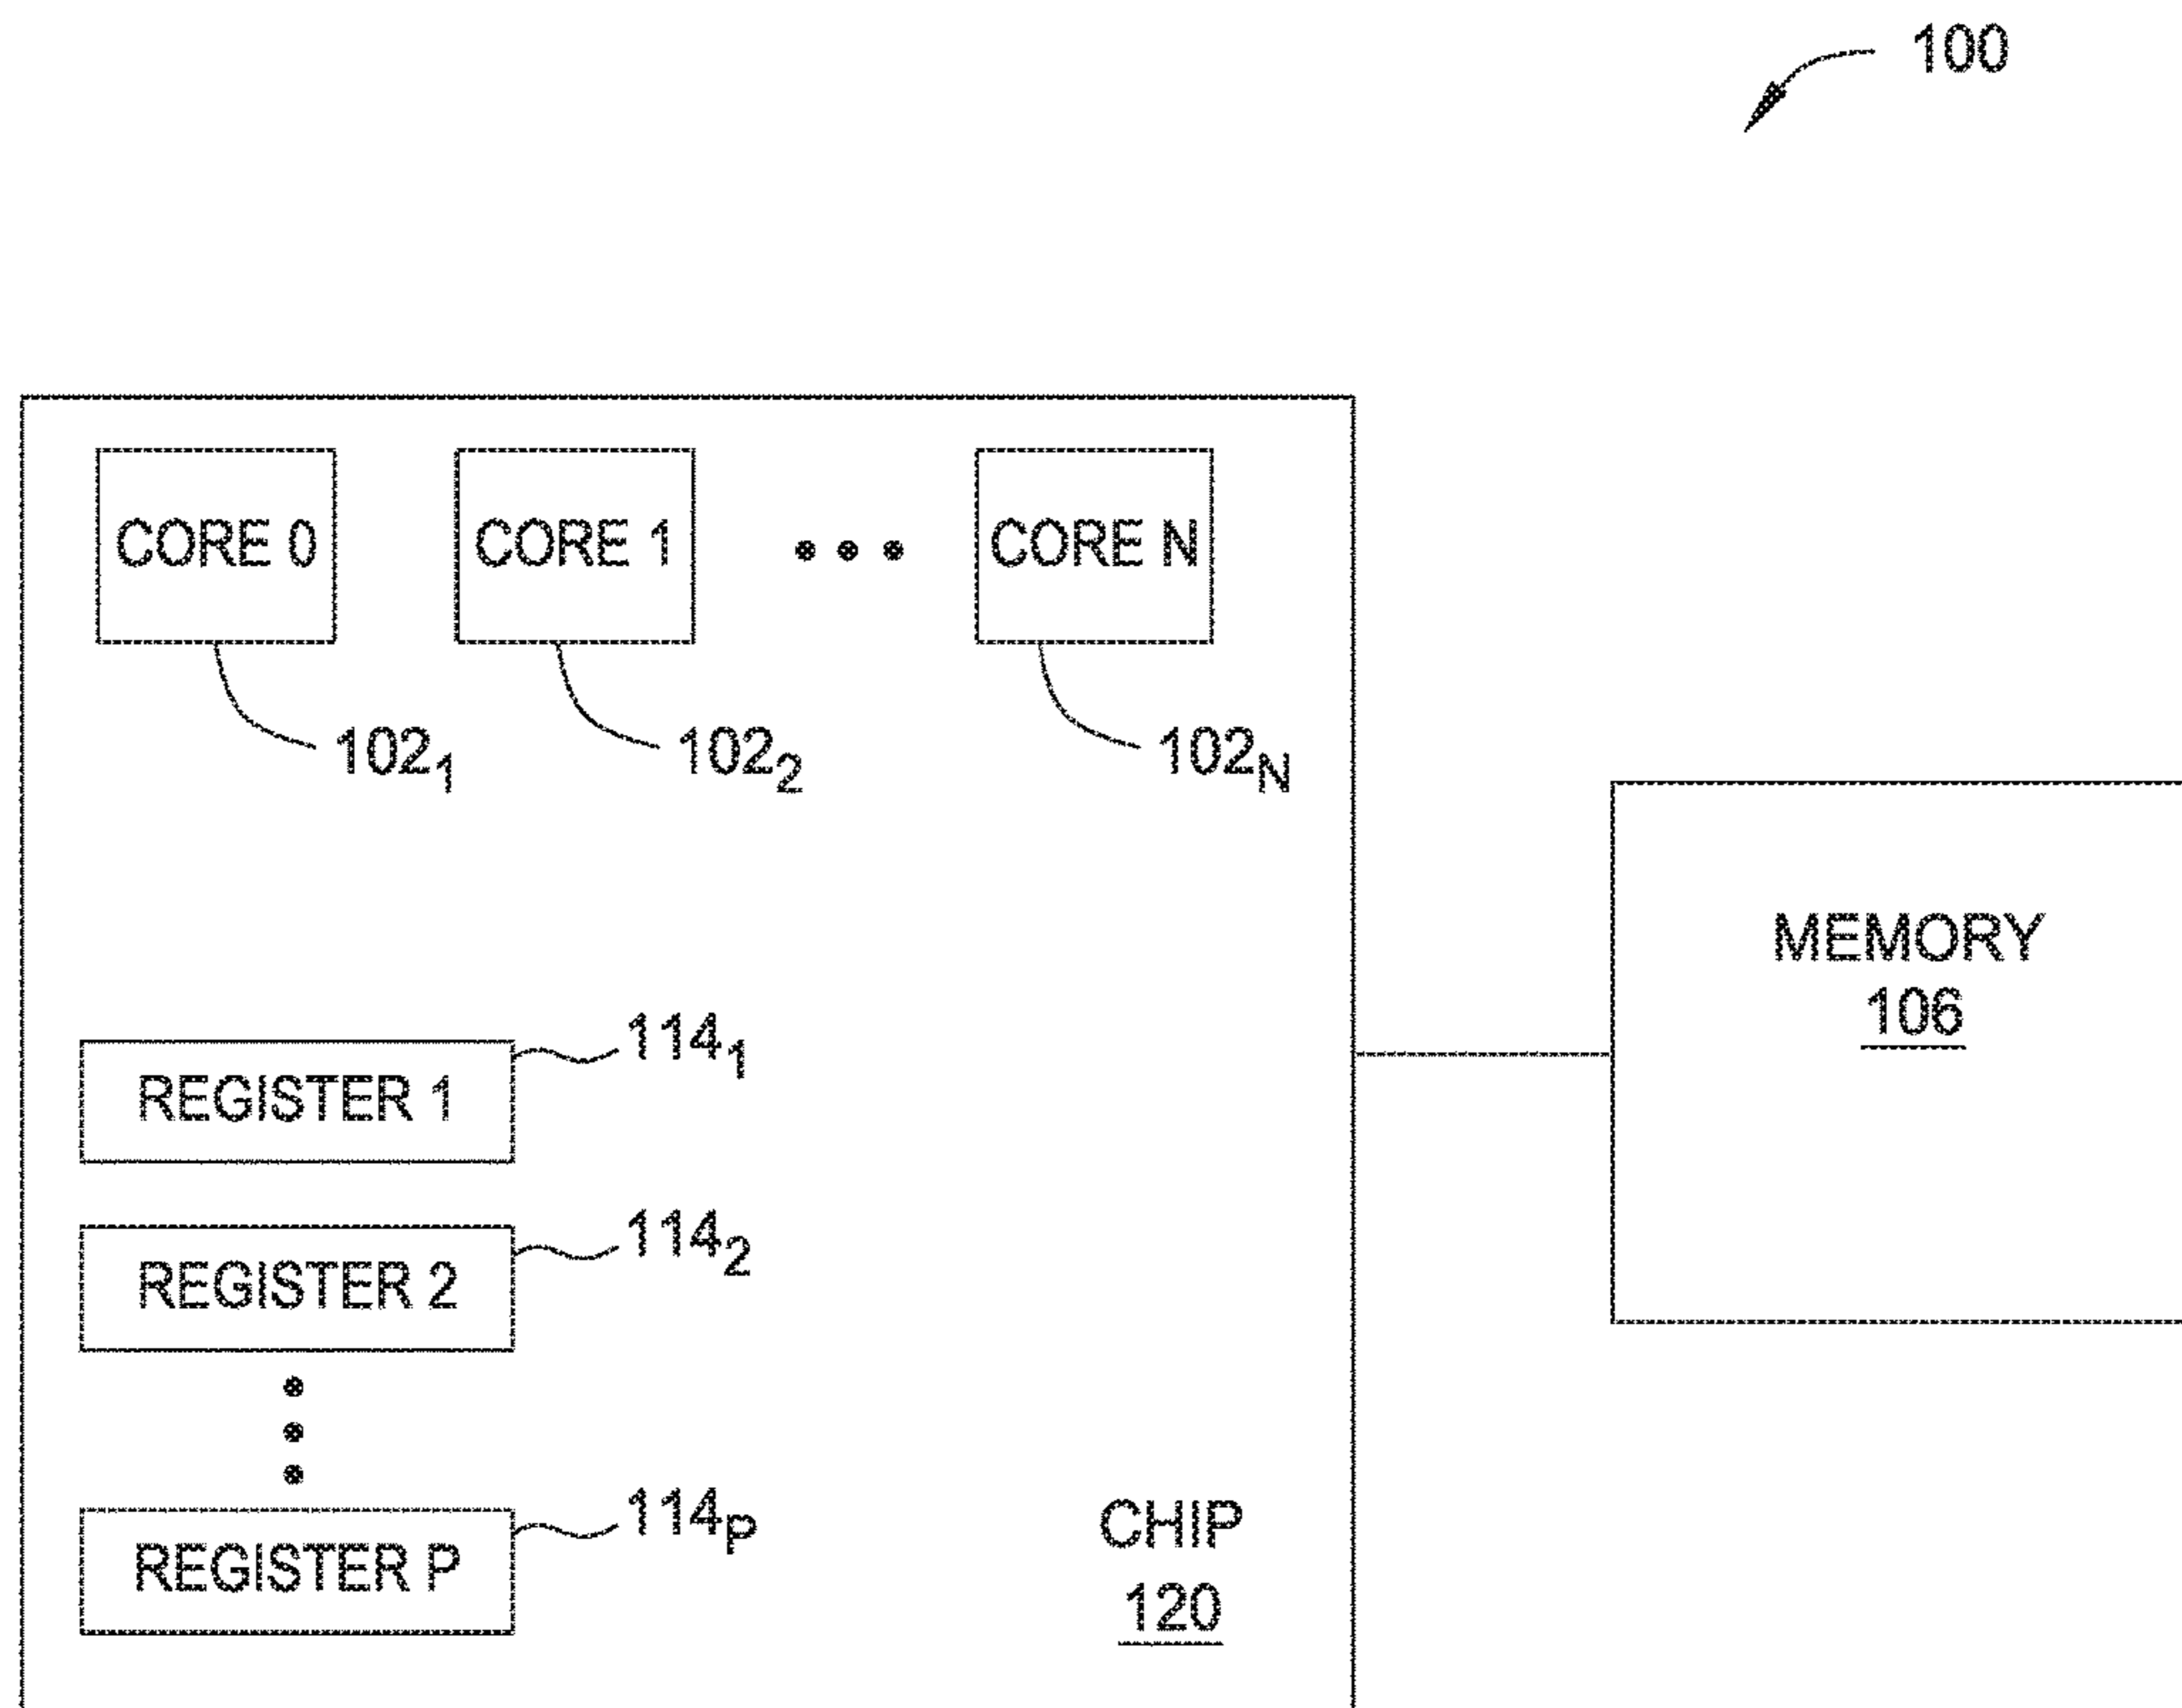 100
CORE 0
CORE 1
CORE N
102₁
102₂
102N
MEMORY
106
114₁
REGISTER 1
114₂
REGISTER 2
114P
REGISTER P
CHIP
120